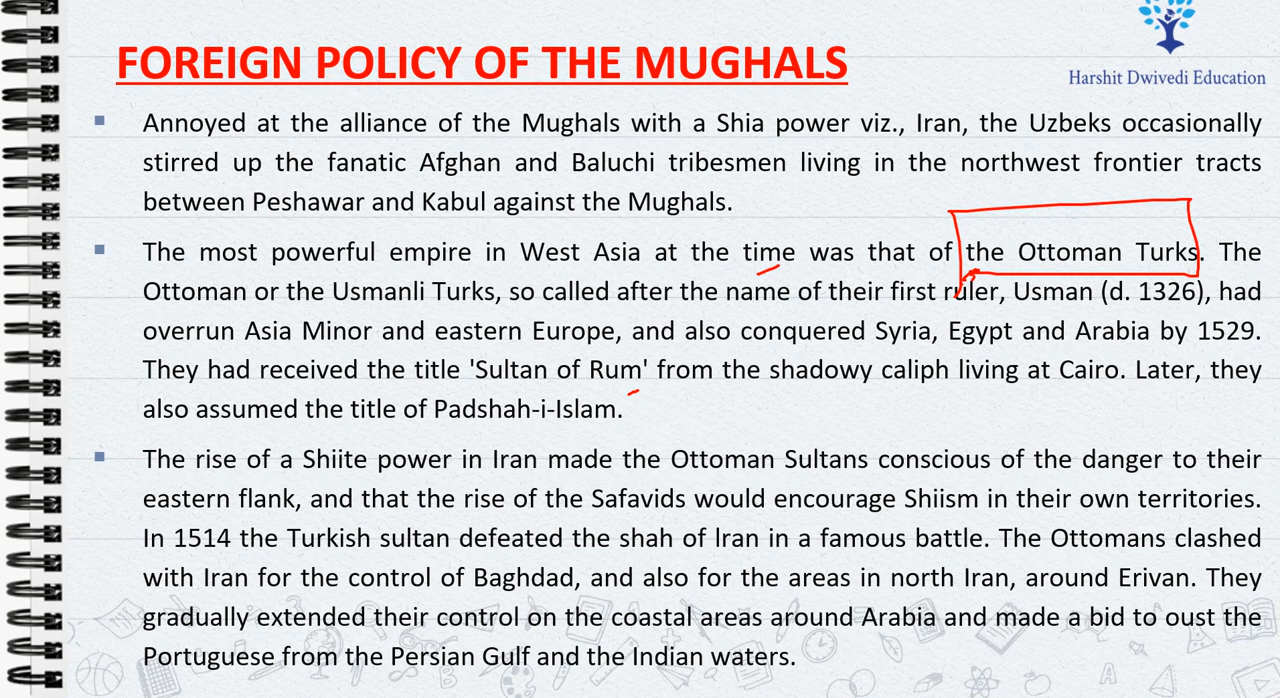 FOREIGN POLICY OF THE MUGHALS
Harshit Dwivedi Education
Annoyed at the alliance of the Mughals with a Shia power viz., Iran, the Uzbeks occasionally
stirred up the fanatic Afghan and Baluchi tribesmen living in the northwest frontier tracts
between Peshawar and Kabul against the Mughals.
The most powerful empire in West Asia at the time was that of the Ottoman Turks. The
Ottoman or the Usmanli Turks, so called after the name of their first ruler, Usman (d. 1326), had
overrun Asia Minor and eastern Europe, and also conquered Syria, Egypt and Arabia by 1529.
They had received the title 'Sultan of Rum' from the shadowy caliph living at Cairo. Later, they
also assumed the title of Padshah-i-Islam.
The rise of a Shiite power in Iran made the Ottoman Sultans conscious of the danger to their
eastern flank, and that the rise of the Safavids would encourage Shiism in their own territories.
In 1514 the Turkish sultan defeated the shah of lran in a famous battle. The Ottomans clashed
with Iran for the control of Baghdad, and also for the areas in north Iran, around Erivan. They
gradually extended their control on the coastal areas around Arabia and made a bid to oust the
Portuguese from the Persian Gulf and the Indian waters.